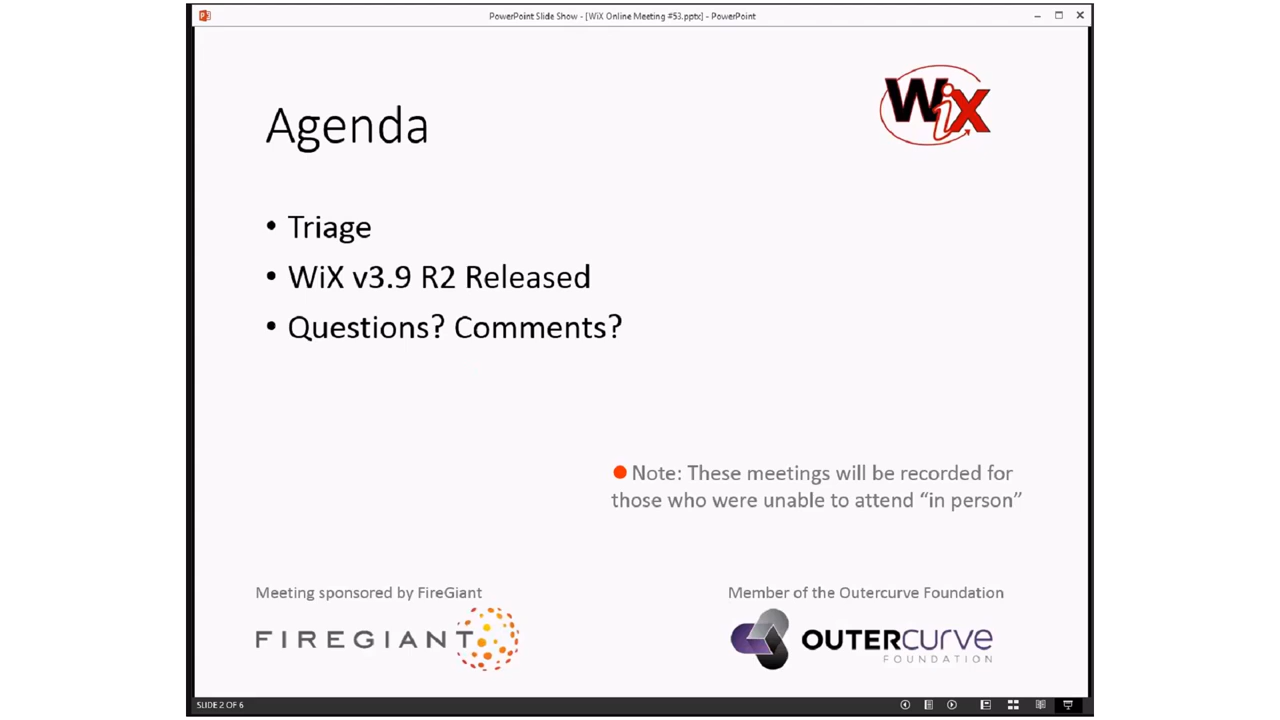 PowerPoint Slide Show - [WiX Online Meeting #53.pptx] - PowerPoint
WiX
Agenda
• Triage
• WiX v3.9 R2 Released
• Questions? Comments?
Note: These meetings will be recorded for
those who were unable to attend “in person”
Meeting sponsored by FireGiant
FIREGIANT
Member of the Outercurve Foundation
OUTERCURVE
FOUNDATION
SLIDE 2 OF 6